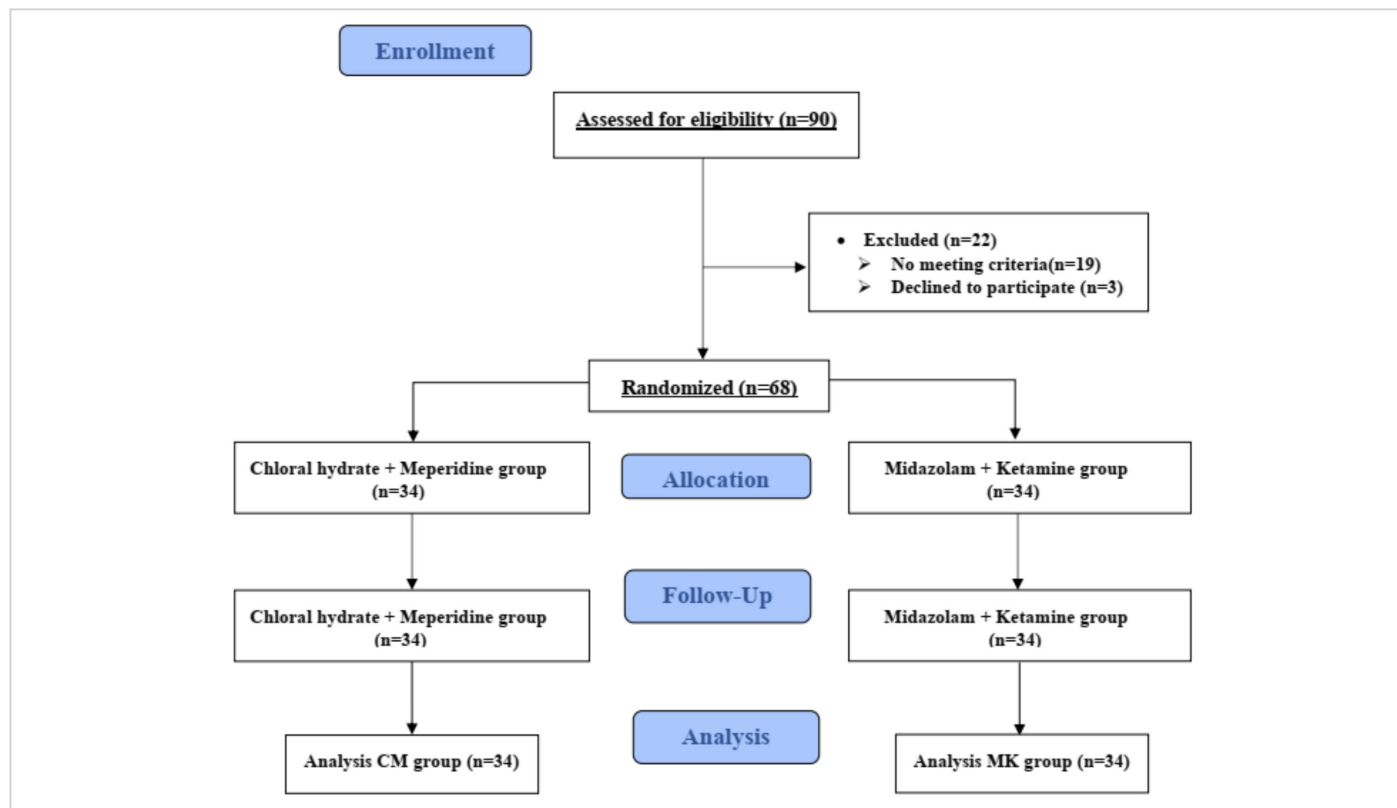 Enrollment
Assessed for eligibility (n=90)
• Excluded (n=22)
➢ No meeting criteria(n=19)
➢ Declined to participate (n=3)
Randomized (n=68)
Chloral hydrate + Meperidine group
(n=34)
Allocation
Midazolam + Ketamine group
(n=34)
Chloral hydrate + Meperidine group
(n=34)
Follow-Up
Midazolam + Ketamine group
(n=34)
Analysis CM group (n=34)
Analysis
Analysis MK group (n=34)